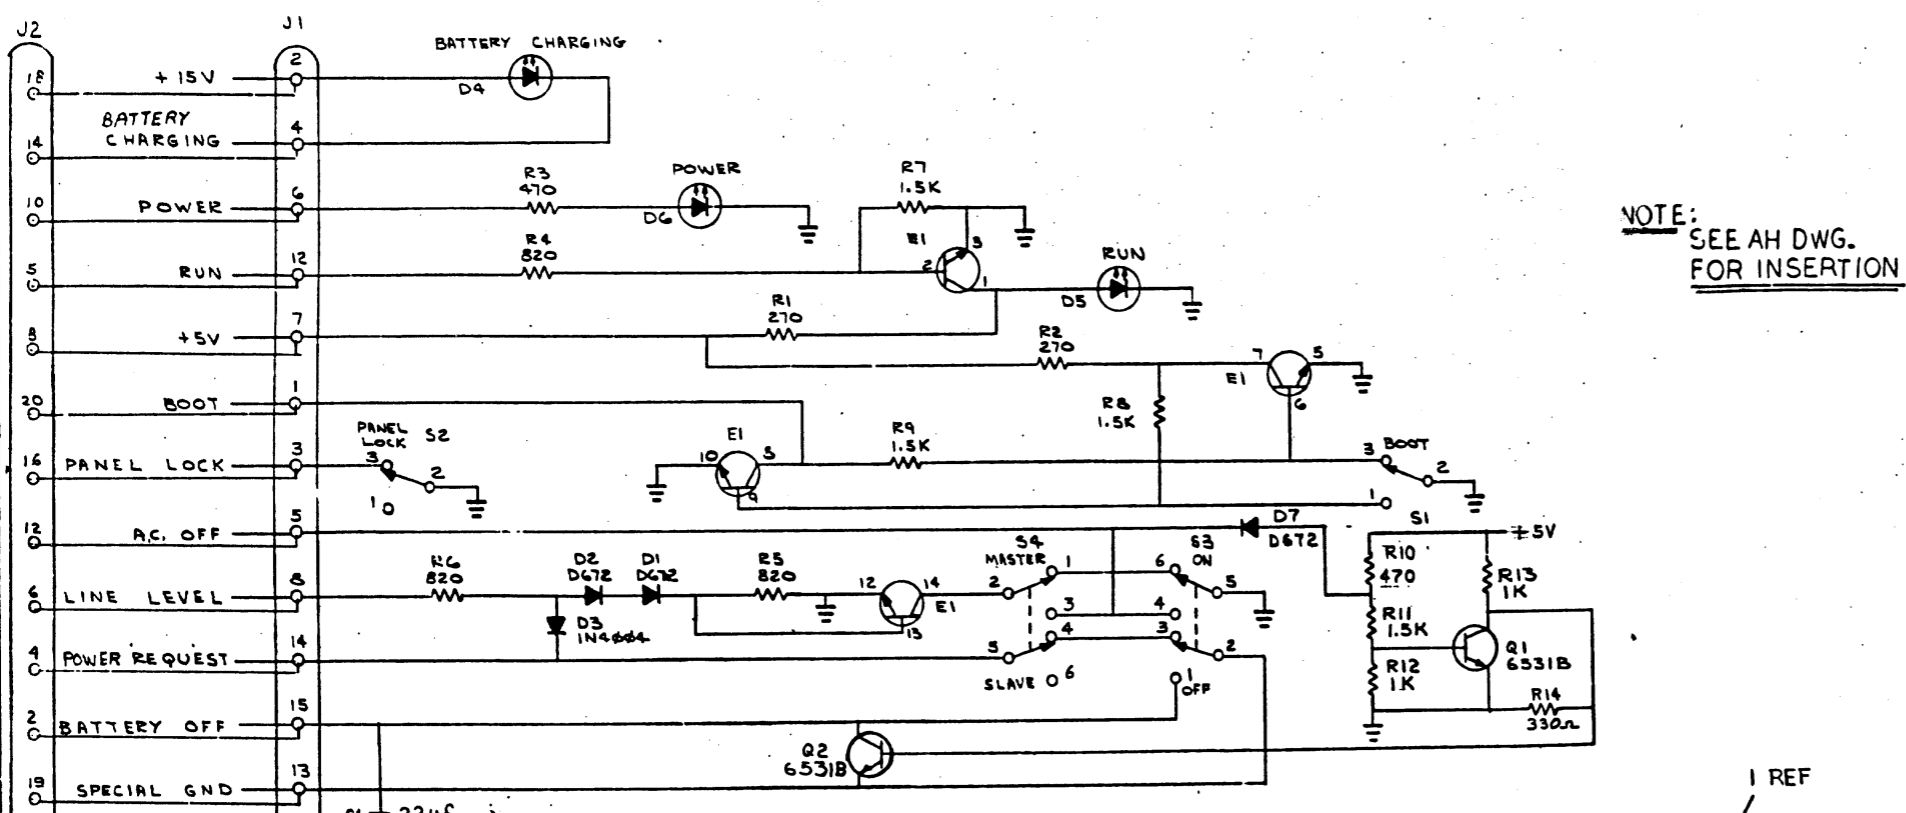 J2
J1
BATTERY CHARGING
18
+15V
2
D4
BATTERY
CHARGING
14
4
R3
470
POWER
R7
1.5K
10
POWER
6
D6
NOTE:
SEE AH DWG.
FOR INSERTION
R4
820
E1
3
RUN
5
RUN
12
2
1
D5
R1
270
8
+5V
7
R2
270
7
5
E1
6
20
BOOT
1
R8
1.5K
PANEL
LOCK
S2
E1
R9
1.5K
BOOT
16
PANEL LOCK
3
3
2
10
8
3
2
1
9
1
12
A.C. OFF
5
D7
D672
S1
+5V
S4
MASTER
1
6
S3
ON
R10
470
R13
1K
R6
820
D2
D672
D1
D672
R5
820
12
14
E1
13
2
5
6
LINE LEVEL
8
3
4
R11
1.5K
D3
1N4004
4
3
4
POWER REQUEST
14
5
2
Q1
6531B
R12
1K
SLAVE
6
1
OFF
R14
330Ω
2
BATTERY OFF
15
Q2
6531B
19
SPECIAL GND
13
1 REF